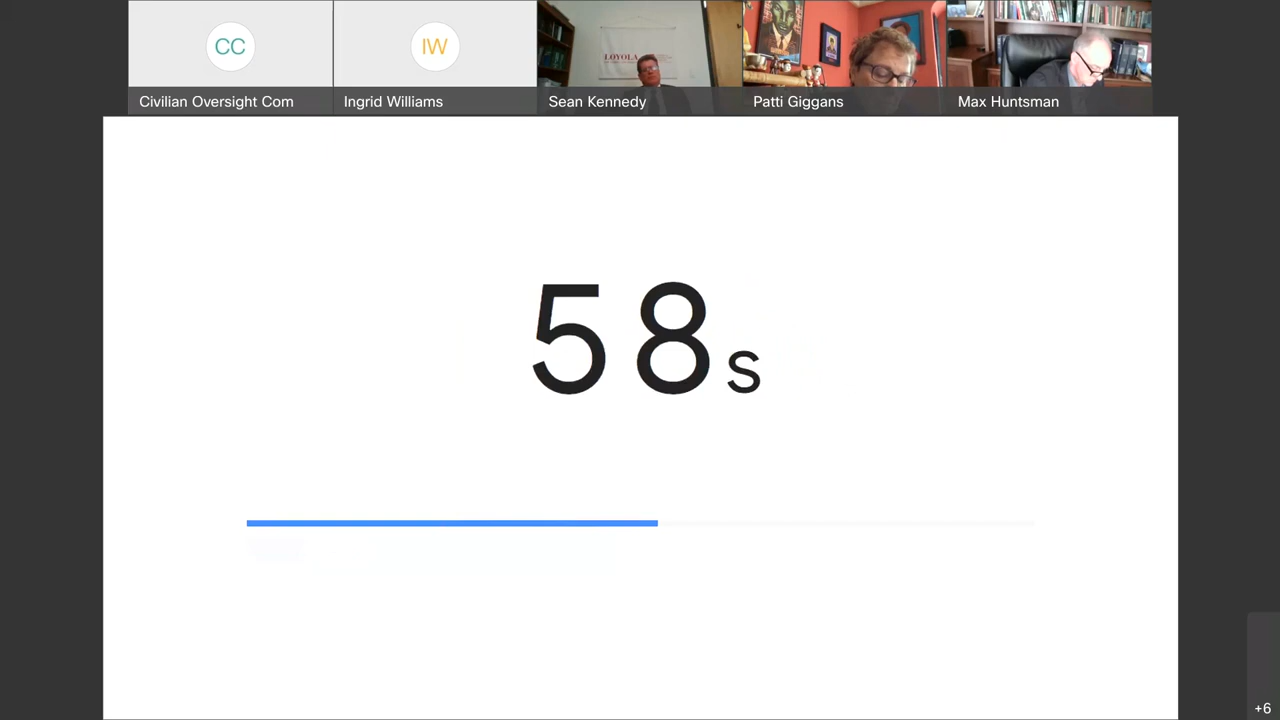 CC
IW
LOYOLA
Civilian Oversight Com
Ingrid Williams
Sean Kennedy
Patti Giggans
Max Huntsman
58s
+6